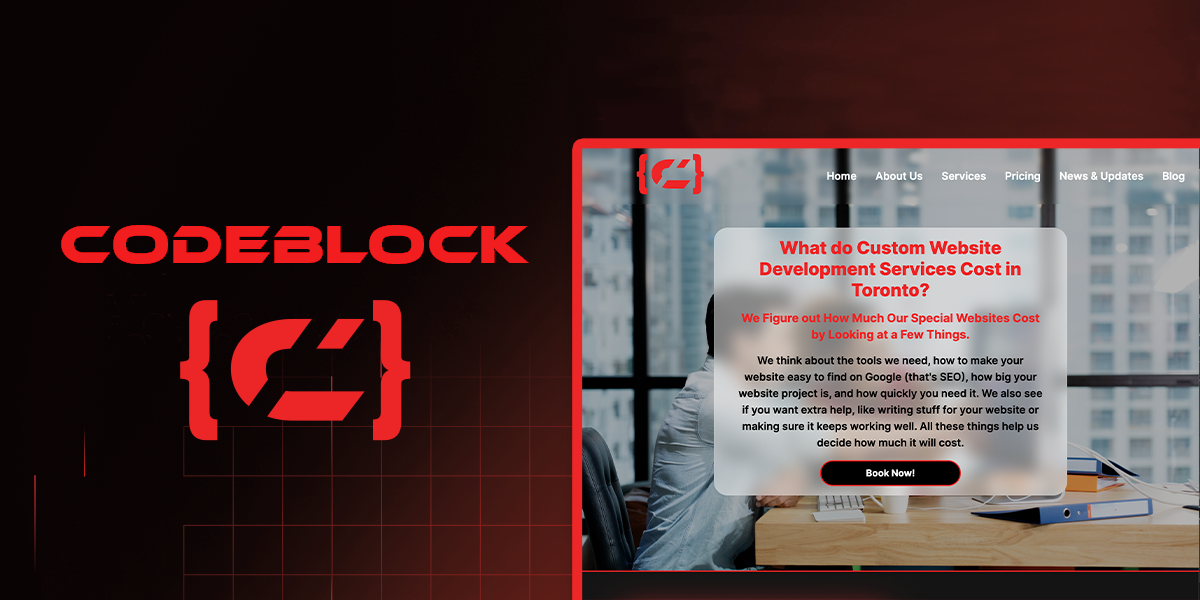 CODEBLOCK
Home About Us Services Pricing News & Updates Blog
What do Custom Website
Development Services Cost in
Toronto?
We Figure out How Much Our Special Websites Cost
by Looking at a Few Things.
We think about the tools we need, how to make your
website easy to find on Google (that's SEO), how big your
website project is, and how quickly you need it. We also see
if you want extra help, like writing stuff for your website or
making sure it keeps working well. All these things help us
decide how much it will cost.
Book Now!